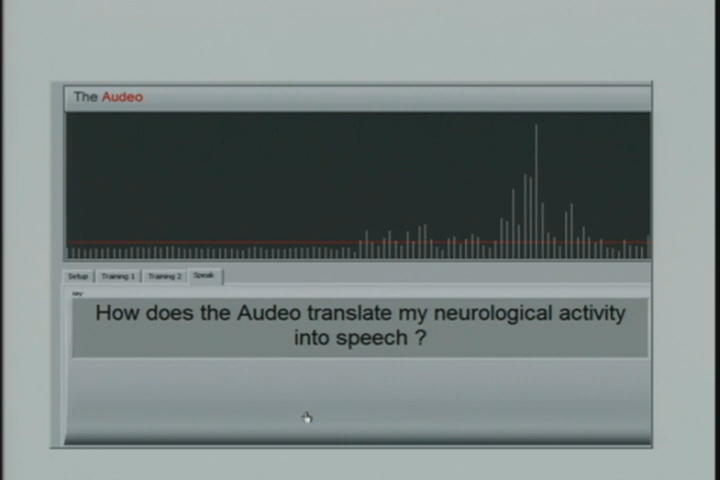 The Audeo
Setup Training 1 Training 2 Speak
How does the Audeo translate my neurological activity
into speech ?